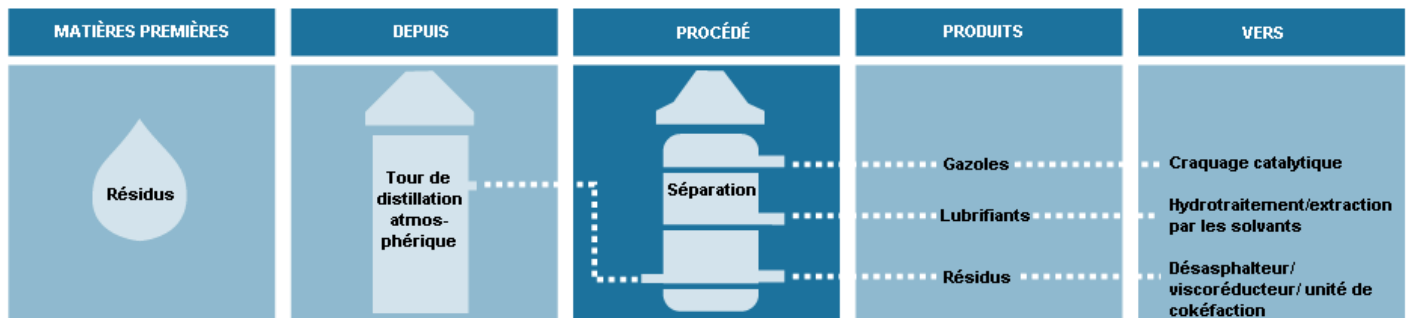 MATIÈRES PREMIÈRES
DEPUIS
PROCÉDÉ
PRODUITS
VERS
Résidus
Tour de
distillation
atmos-
phérique
Séparation
Gazoles
Craquage catalytique
Lubrifiants
Hydrotraitement/extraction
par les solvants
Résidus
Désasphalteur/
viscoréducteur/ unité de
cokéfaction